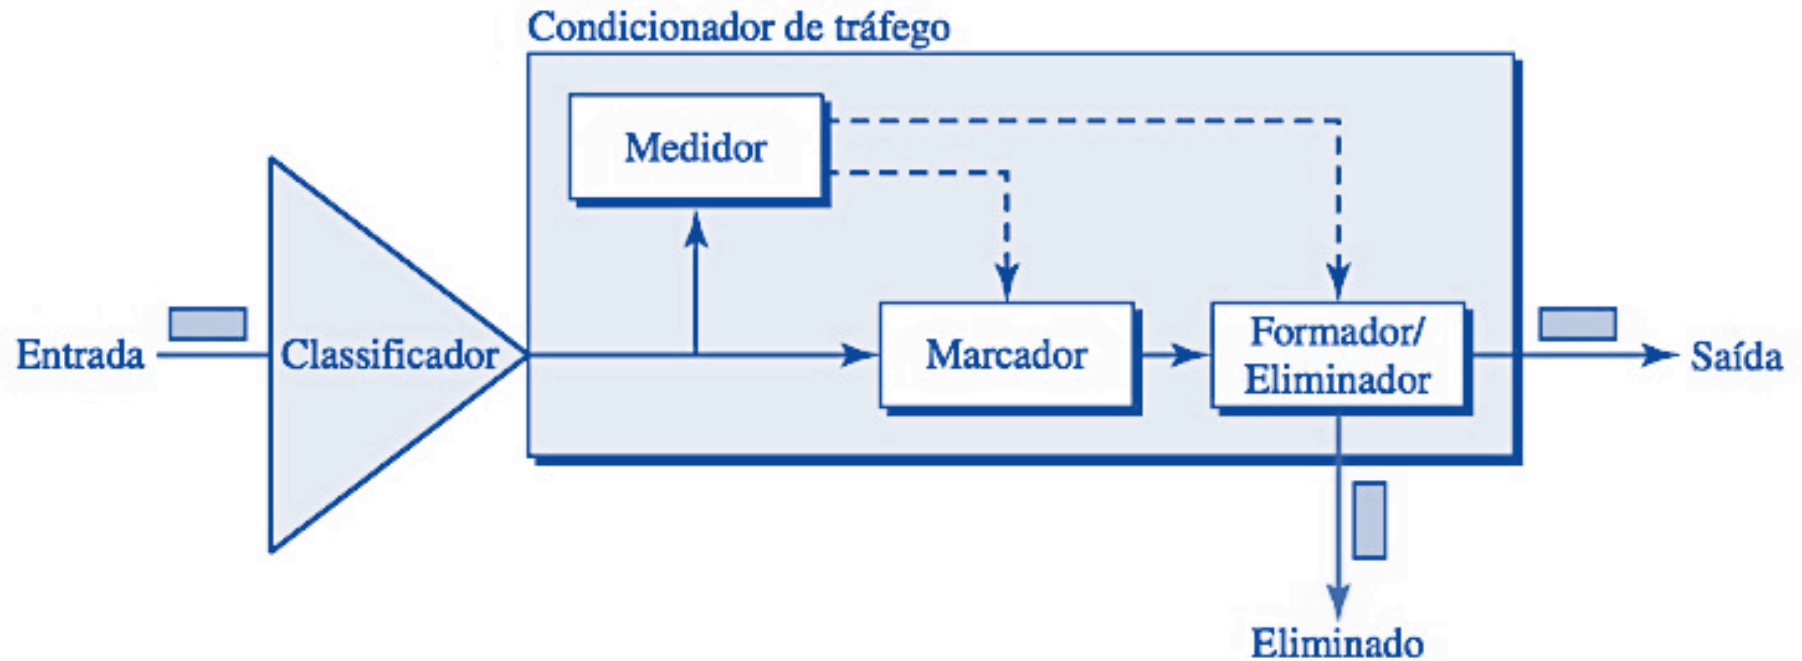 Condicionador de tráfego
Medidor
Entrada
Classificador
Marcador
Formador/
Eliminador
Saída
Eliminado